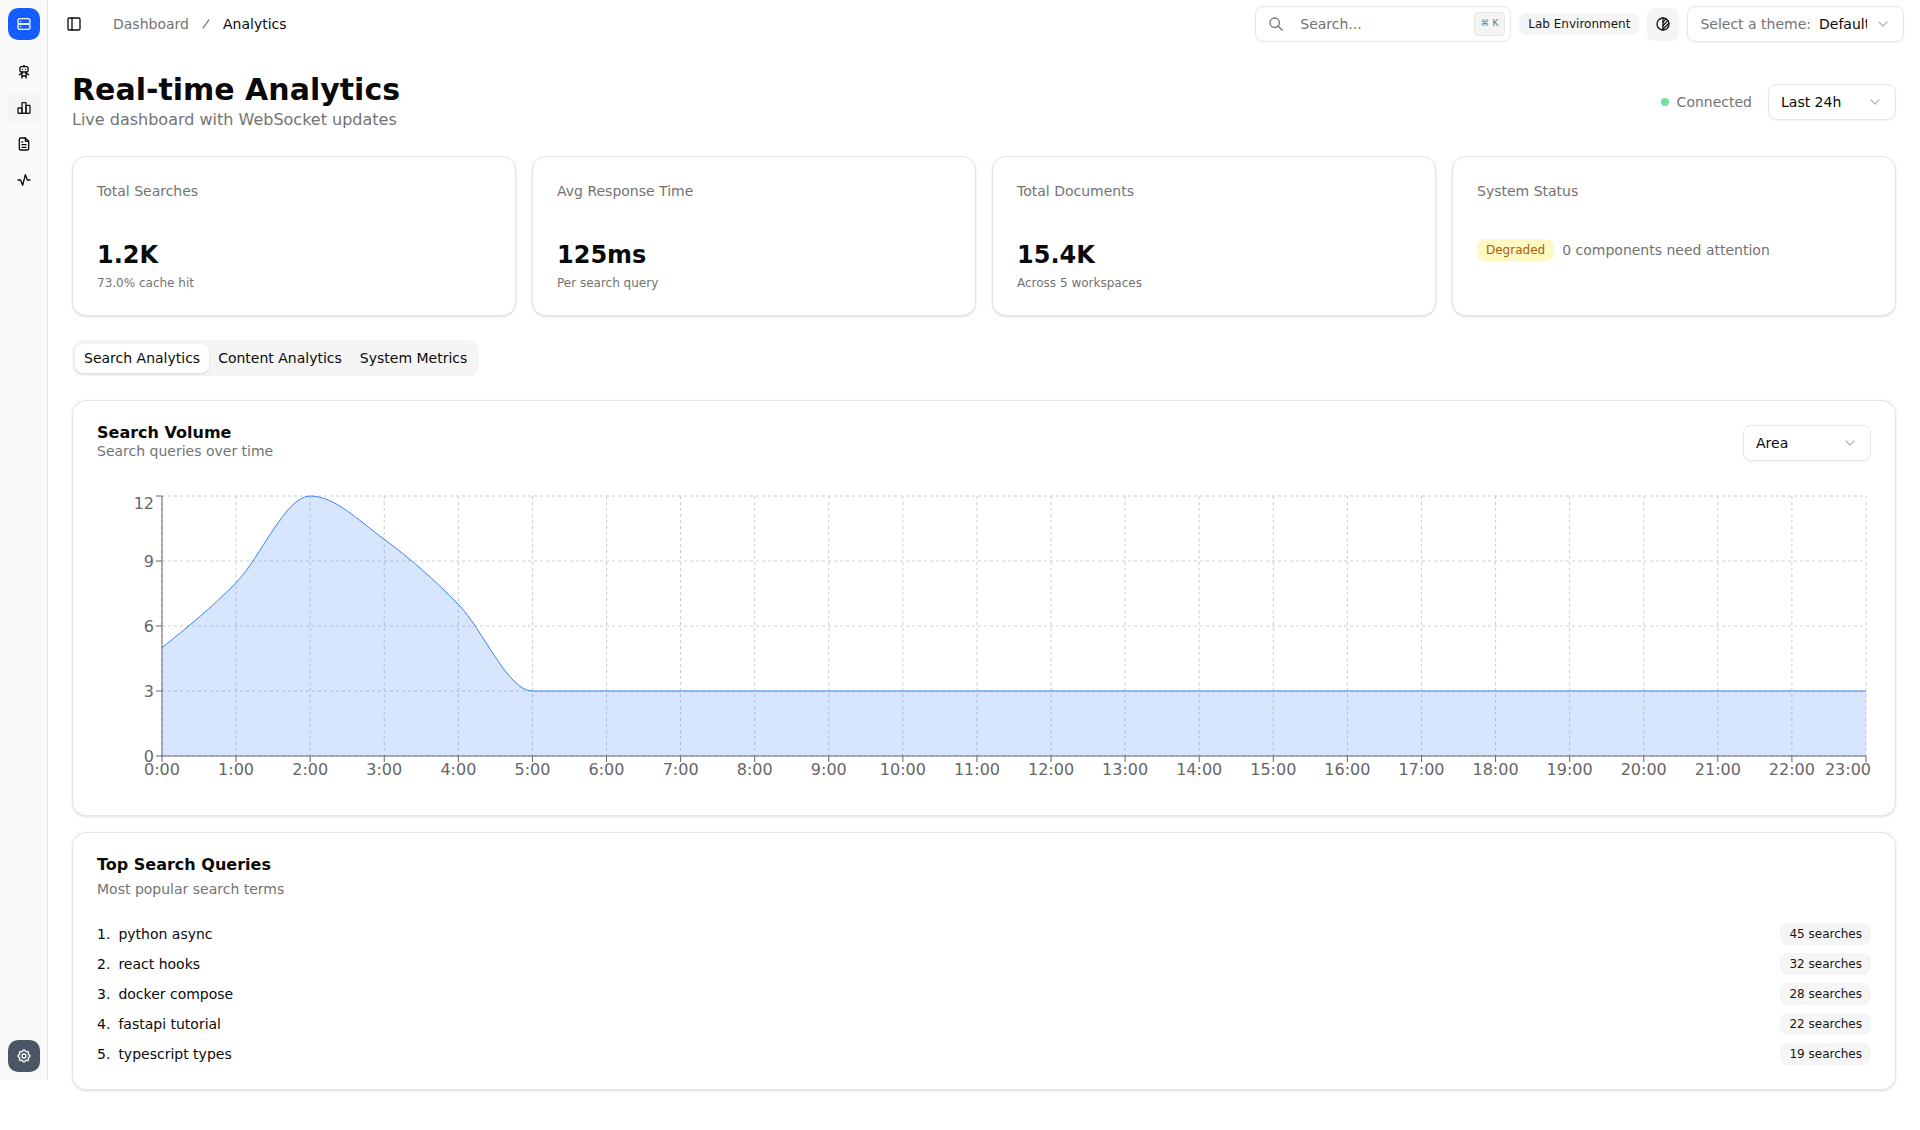 Dashboard / Analytics
Search... ⌘ K
Lab Environment
Select a theme: Default
Real-time Analytics
Live dashboard with WebSocket updates
Connected
Last 24h
Total Searches
1.2K
73.0% cache hit
Avg Response Time
125ms
Per search query
Total Documents
15.4K
Across 5 workspaces
System Status
Degraded 0 components need attention
Search Analytics Content Analytics System Metrics
Search Volume
Search queries over time
Area
12
9
6
3
0
0:00 1:00 2:00 3:00 4:00 5:00 6:00 7:00 8:00 9:00 10:00 11:00 12:00 13:00 14:00 15:00 16:00 17:00 18:00 19:00 20:00 21:00 22:00 23:00
Top Search Queries
Most popular search terms
1. python async 45 searches
2. react hooks 32 searches
3. docker compose 28 searches
4. fastapi tutorial 22 searches
5. typescript types 19 searches